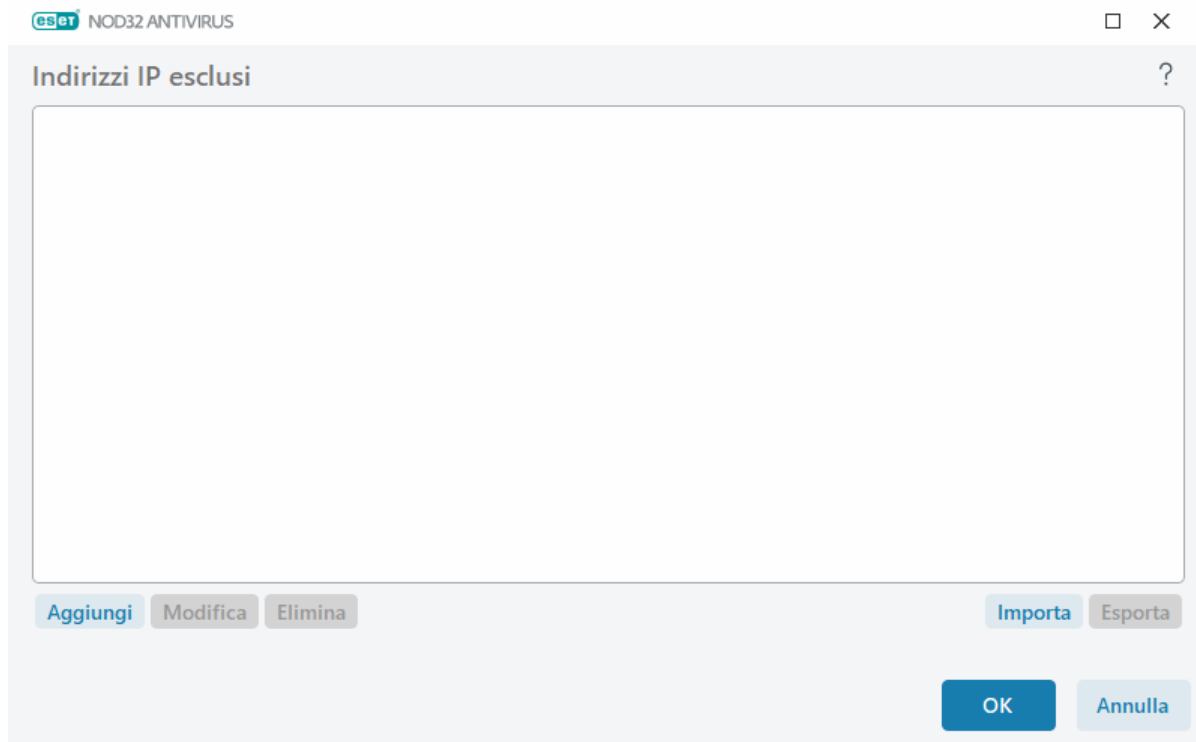 eset NOD32 ANTIVIRUS
Indirizzi IP esclusi ?
Aggiungi Modifica Elimina Importa Esporta
OK Annulla